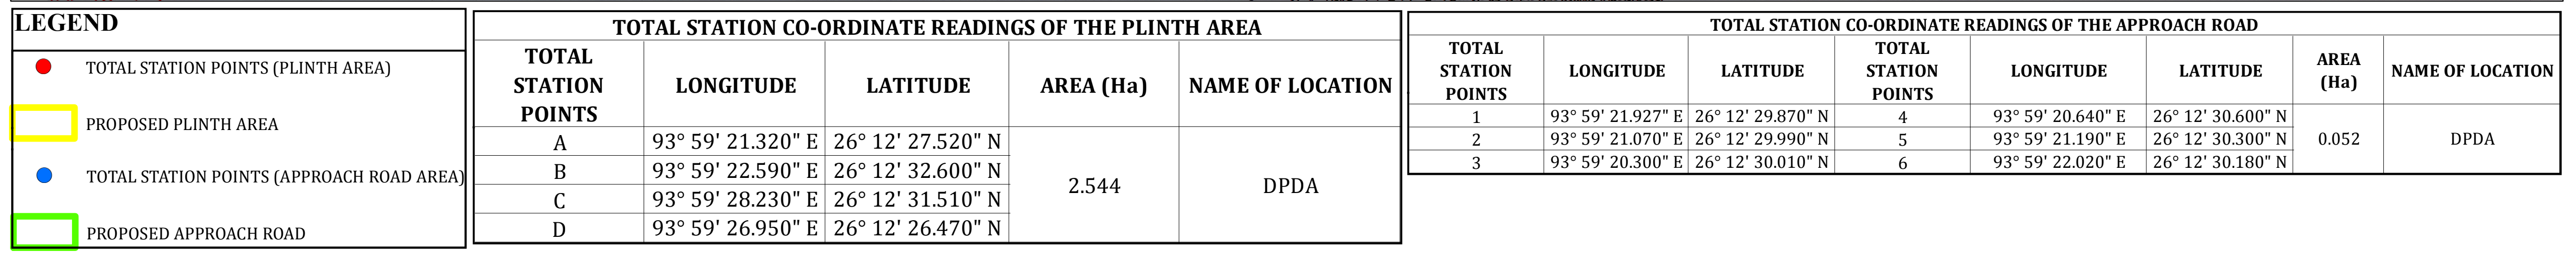 LEGEND
TOTAL STATION POINTS (PLINTH AREA)
PROPOSED PLINTH AREA
TOTAL STATION POINTS (APPROACH ROAD AREA)
PROPOSED APPROACH ROAD
TOTAL STATION CO-ORDINATE READINGS OF THE PLINTH AREA
TOTAL STATION POINTS LONGITUDE LATITUDE AREA (Ha) NAME OF LOCATION
A 93° 59' 21.320" E 26° 12' 27.520" N
B 93° 59' 22.590" E 26° 12' 32.600" N
2.544 DPDA
C 93° 59' 28.230" E 26° 12' 31.510" N
D 93° 59' 26.950" E 26° 12' 26.470" N
TOTAL STATION CO-ORDINATE READINGS OF THE APPROACH ROAD
TOTAL STATION POINTS LONGITUDE LATITUDE TOTAL STATION POINTS LONGITUDE LATITUDE AREA (Ha) NAME OF LOCATION
1 93° 59' 21.927" E 26° 12' 29.870" N 4 93° 59' 20.640" E 26° 12' 30.600" N
2 93° 59' 21.070" E 26° 12' 29.990" N 5 93° 59' 21.190" E 26° 12' 30.300" N 0.052 DPDA
3 93° 59' 20.300" E 26° 12' 30.010" N 6 93° 59' 22.020" E 26° 12' 30.180" N